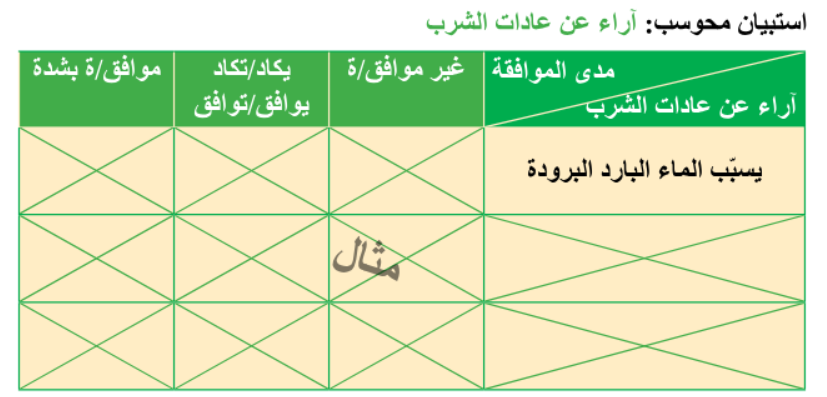 استبيان محوسب: آراء عن عادات الشرب
مدى الموافقة
آراء عن عادات الشرب
غير موافق/ة
يكاد/تكاد
يوافق/توافق
موافق/ة بشدة
يسبّب الماء البارد البرودة
مثال